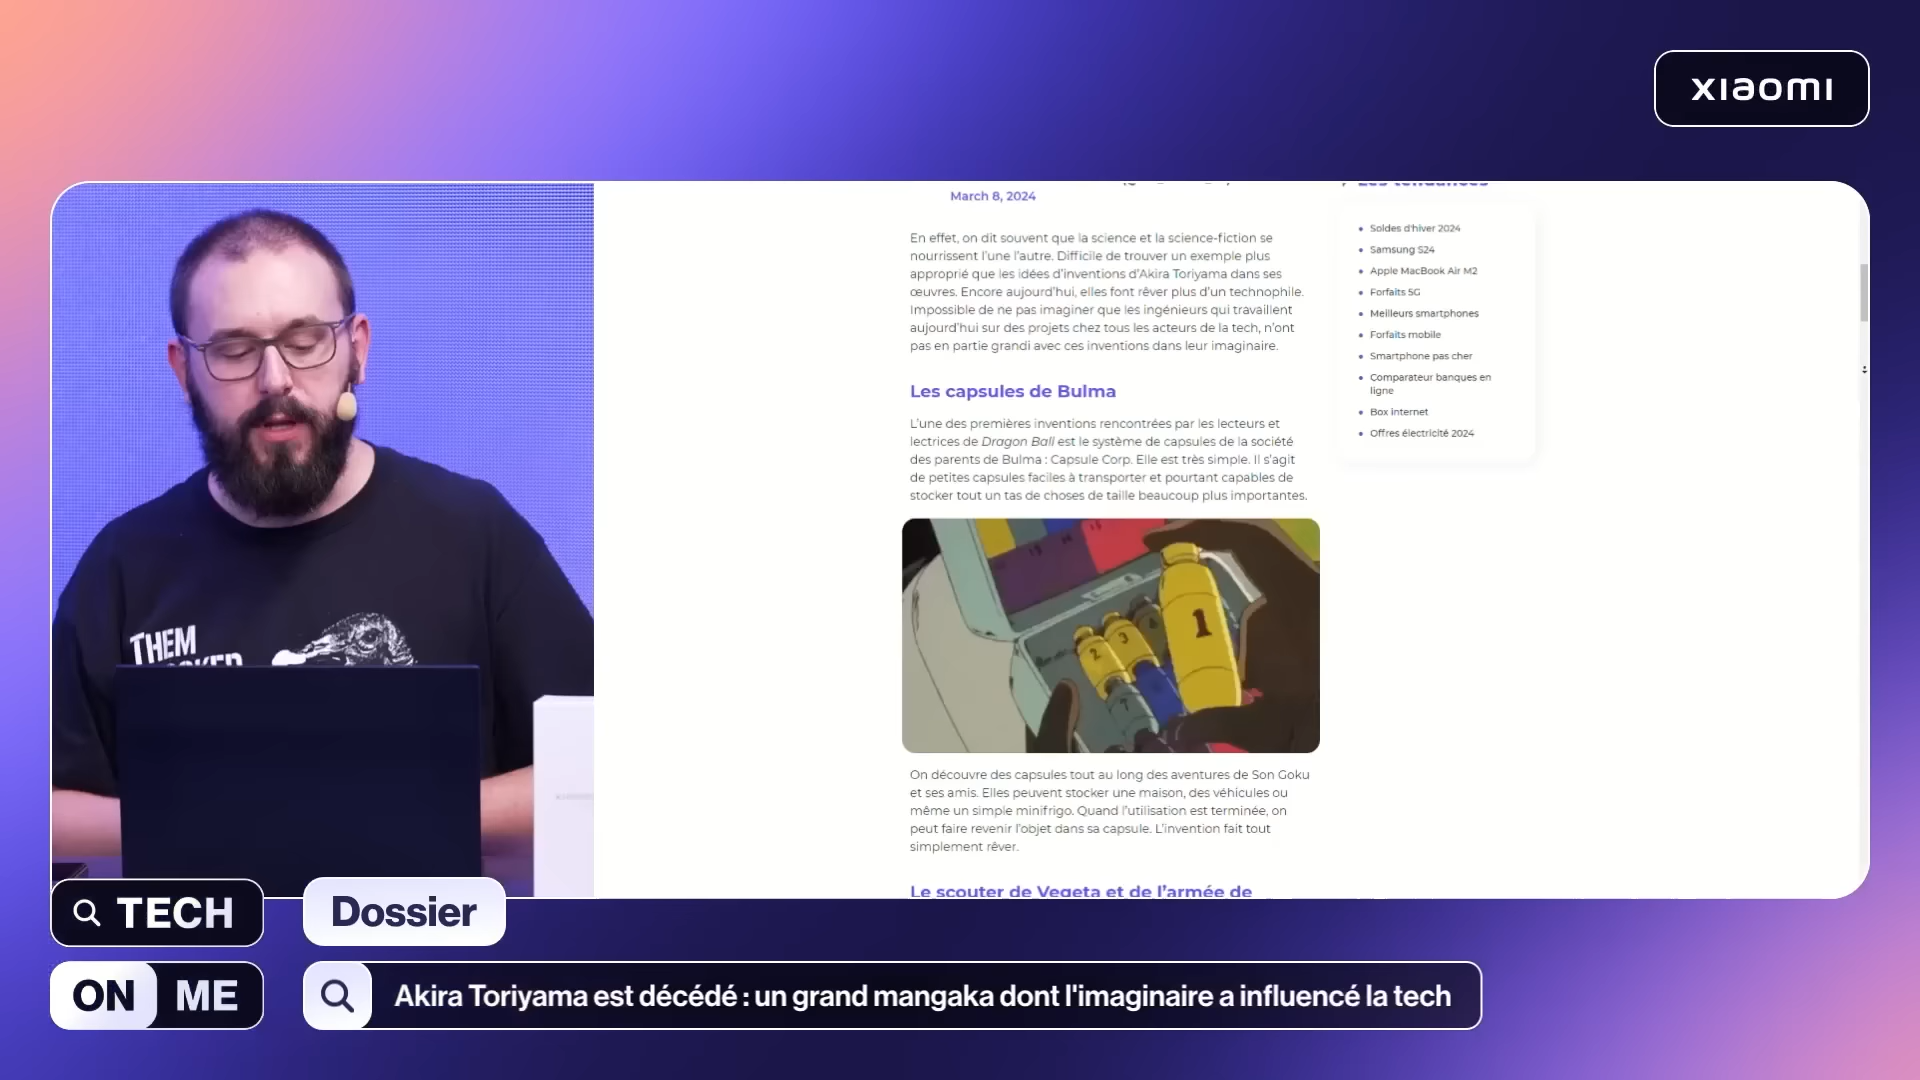 xiaomi
March 8, 2024
En effet, on dit souvent que la science et la science-fiction se
nourrissent l'une l'autre. Difficile de trouver un exemple plus
approprié que les idées d'inventions d'Akira Toriyama dans ses
œuvres. Encore aujourd'hui, elles font rêver plus d'un technophile.
Impossible de ne pas imaginer que les ingénieurs qui travaillent
aujourd'hui sur des projets chez tous les acteurs de la tech, n'ont
pas en partie grandi avec ces inventions dans leur imaginaire.
Les capsules de Bulma
L'une des premières inventions rencontrées par les lecteurs et
lectrices de Dragon Ball est le système de capsules de la société
des parents de Bulma : Capsule Corp. Elle est très simple. Il s'agit
de petites capsules faciles à transporter et pourtant capables de
stocker tout un tas de choses de taille beaucoup plus importantes.
1
2
3
4
7
On découvre des capsules tout au long des aventures de Son Goku
et ses amis. Elles peuvent stocker une maison, des véhicules ou
même un simple minifrigo. Quand l'utilisation est terminée, on
peut faire revenir l'objet dans sa capsule. L'invention fait tout
simplement rêver.
Le scouter de Vegeta et de l'armée de
Les tendances
Soldes d'hiver 2024
Samsung S24
Apple MacBook Air M2
Forfaits 5G
Meilleurs smartphones
Forfaits mobile
Smartphone pas cher
Comparateur banques en
ligne
Box internet
Offres électricité 2024
THEM
TECH
ON ME
Dossier
Akira Toriyama est décédé : un grand mangaka dont l'imaginaire a influencé la tech